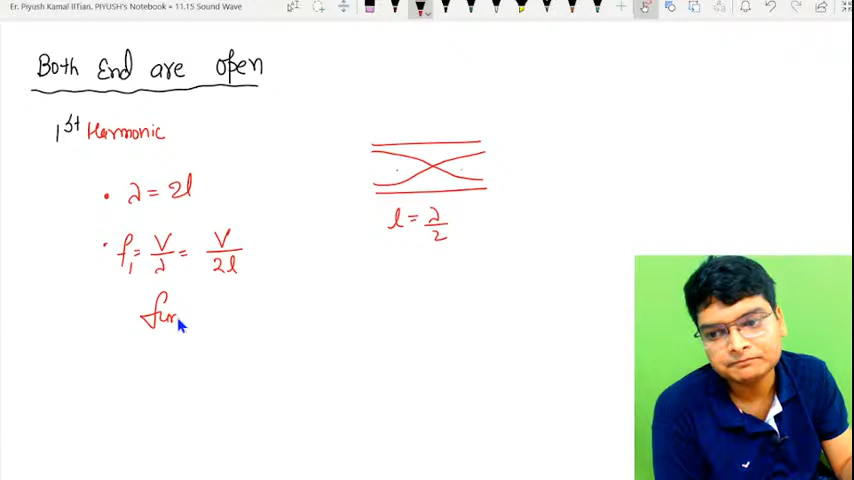 Er. Piyush Kamal IITian. PIYUSH's Notebook = 11.15 Sound Wave
Both End are open
1st Harmonic
• λ = 2l
• f₁ = V/λ = V/2l
l = λ/2
fun